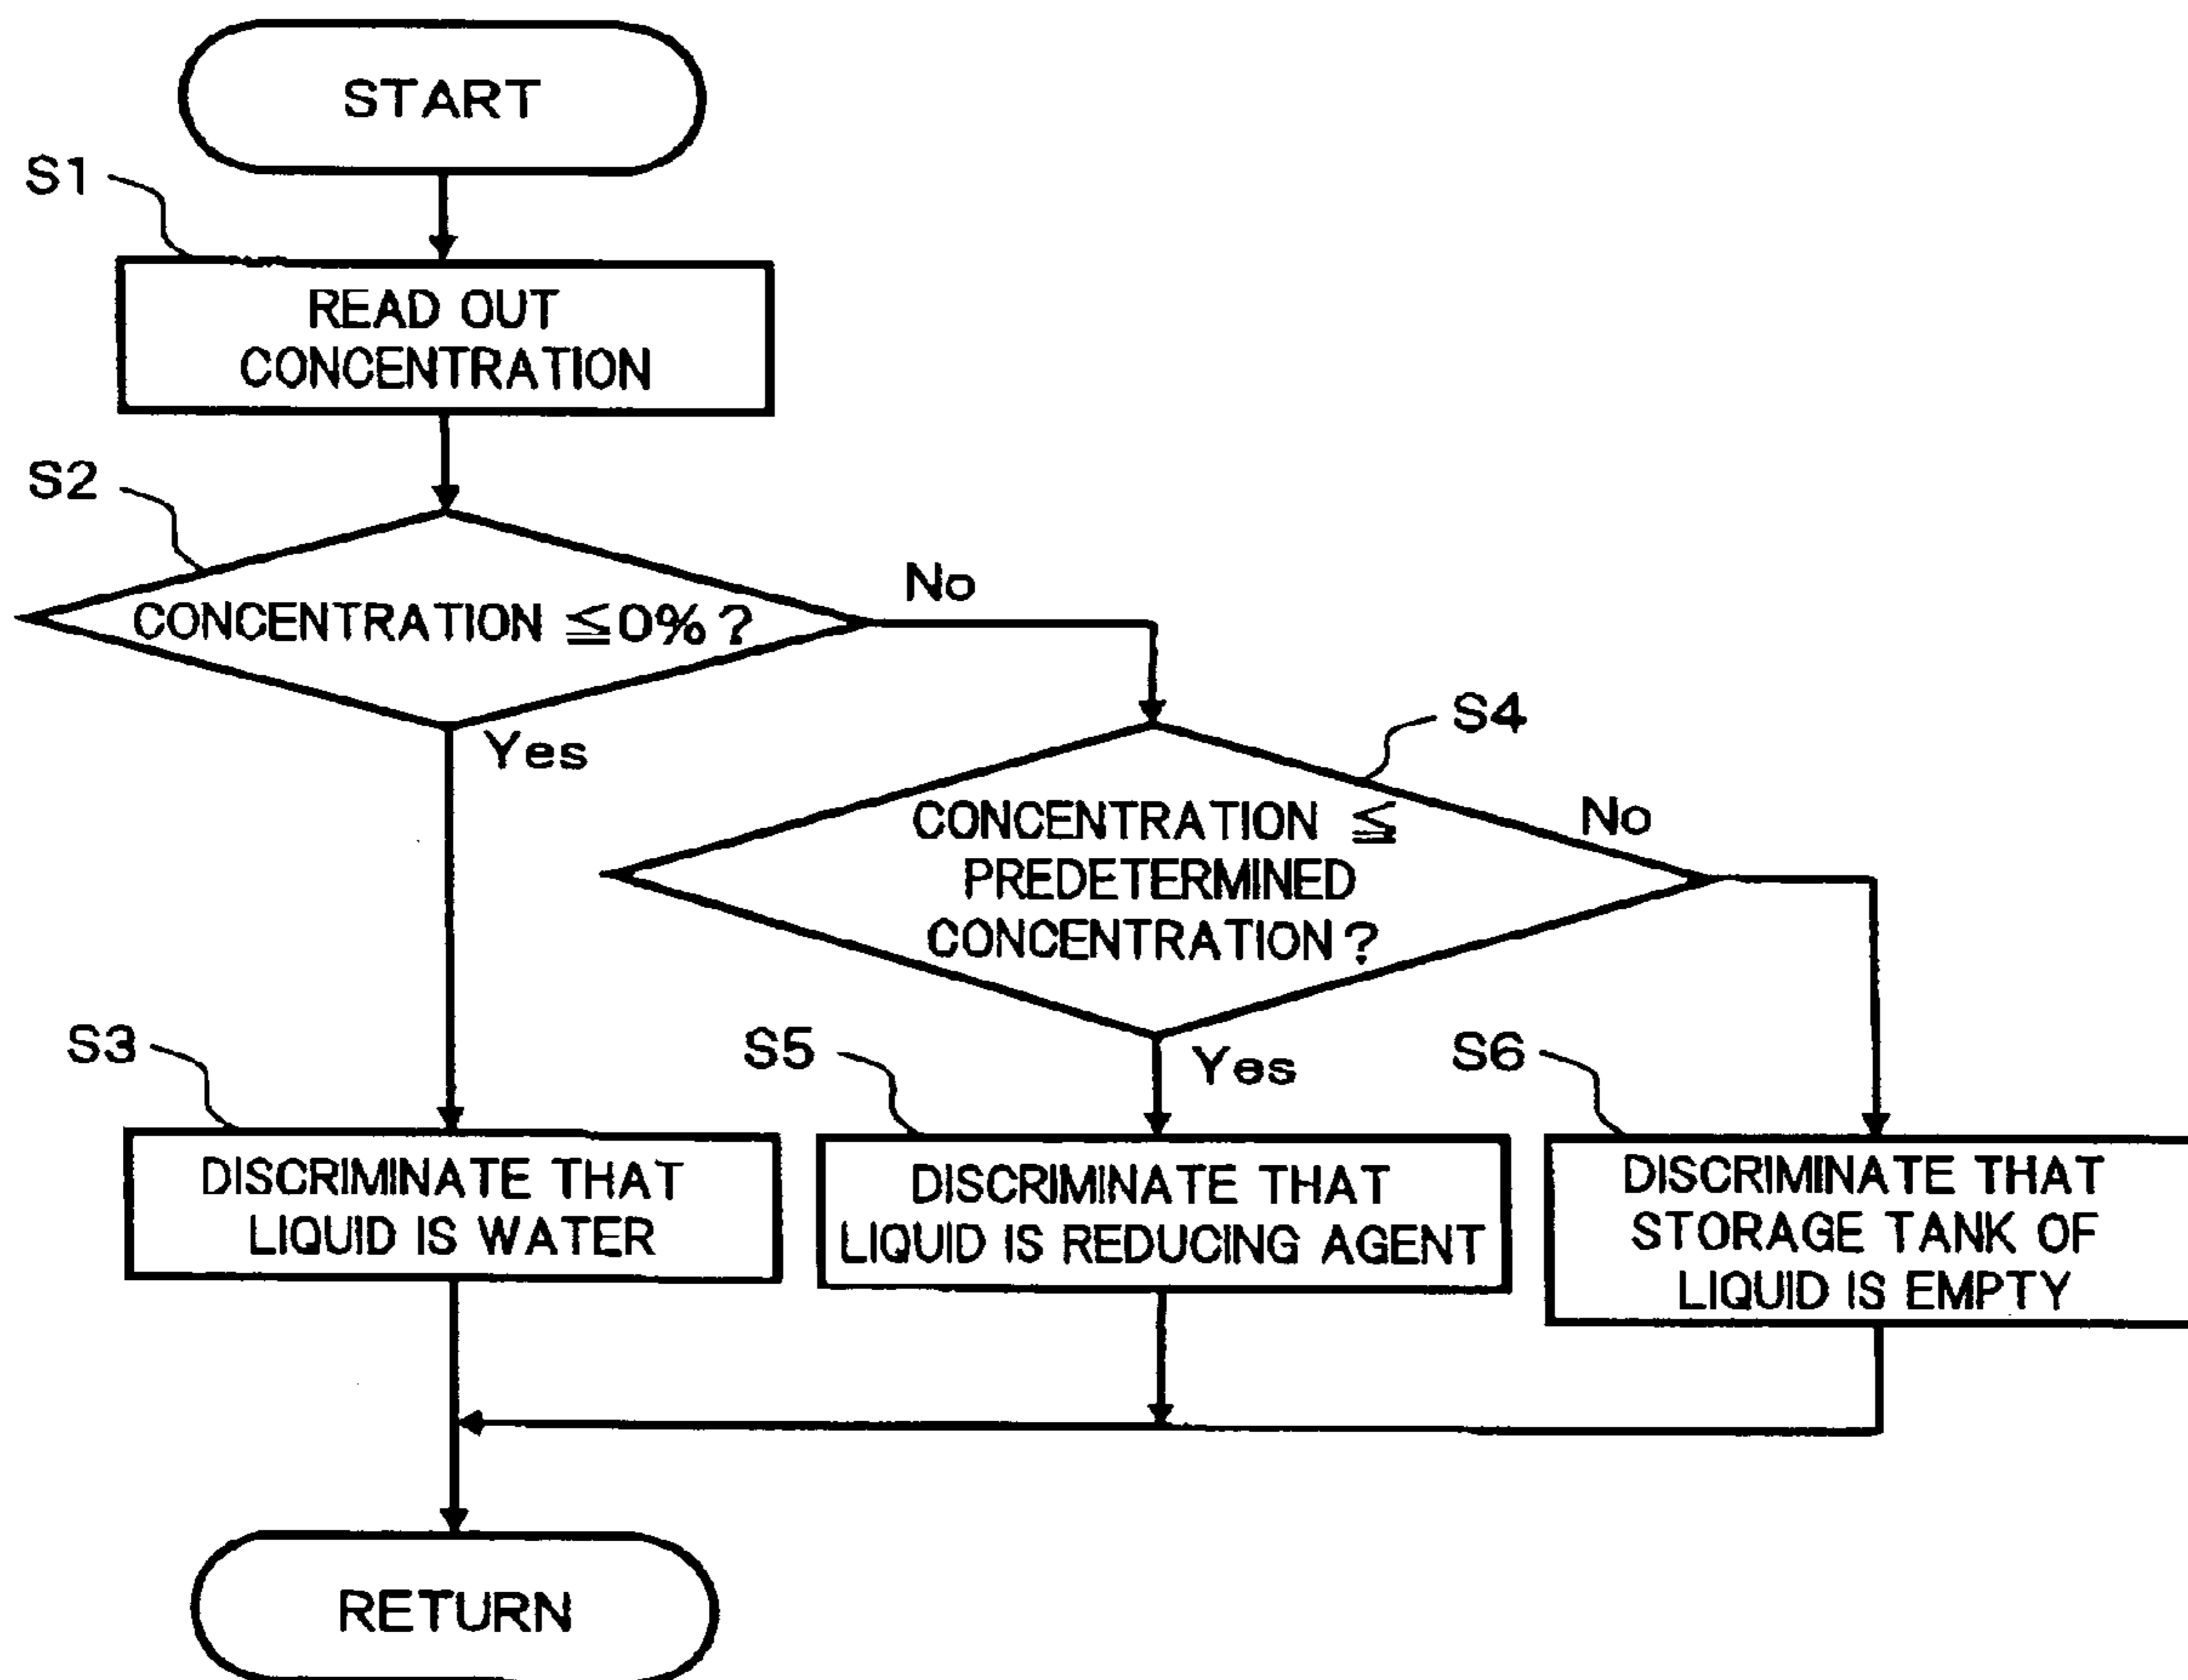 START
S1
READ OUT
CONCENTRATION
S2
CONCENTRATION ≦0%?
No
Yes
S4
CONCENTRATION ≦
PREDETERMINED
CONCENTRATION?
No
Yes
S3
DISCRIMINATE THAT
LIQUID IS WATER
S5
DISCRIMINATE THAT
LIQUID IS REDUCING AGENT
S6
DISCRIMINATE THAT
STORAGE TANK OF
LIQUID IS EMPTY
RETURN